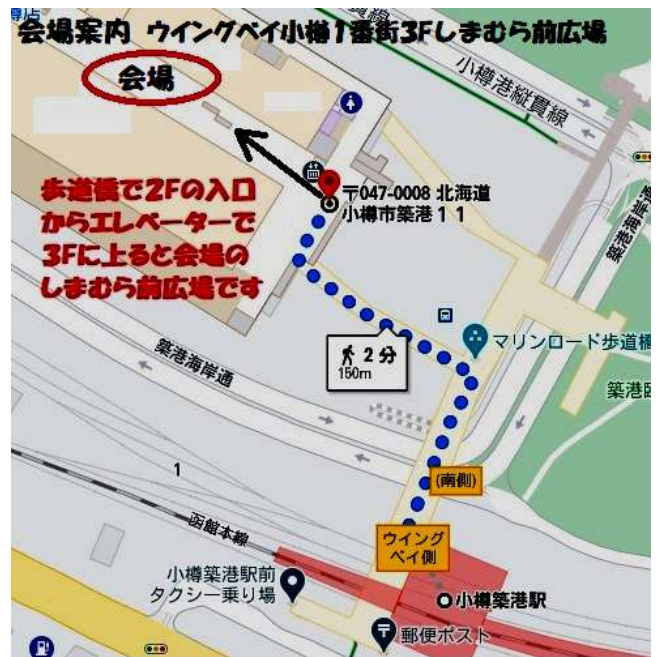 会場案内 ウイングベイ小樽1番街3Fしまむら前広場
会場
小樽港縦貫線
歩道橋で2Fの入口
からエレベーターで
3Fに上ると会場の
しまむら前広場です
〒047-0008 北海道
小樽市築港11
築港海岸通
マリンロード歩道橋
築港海岸通
2分
150m
(南側)
1
函館本線
ウイング
ベイ側
小樽築港駅前
タクシー乗り場
小樽築港駅
郵便ポスト